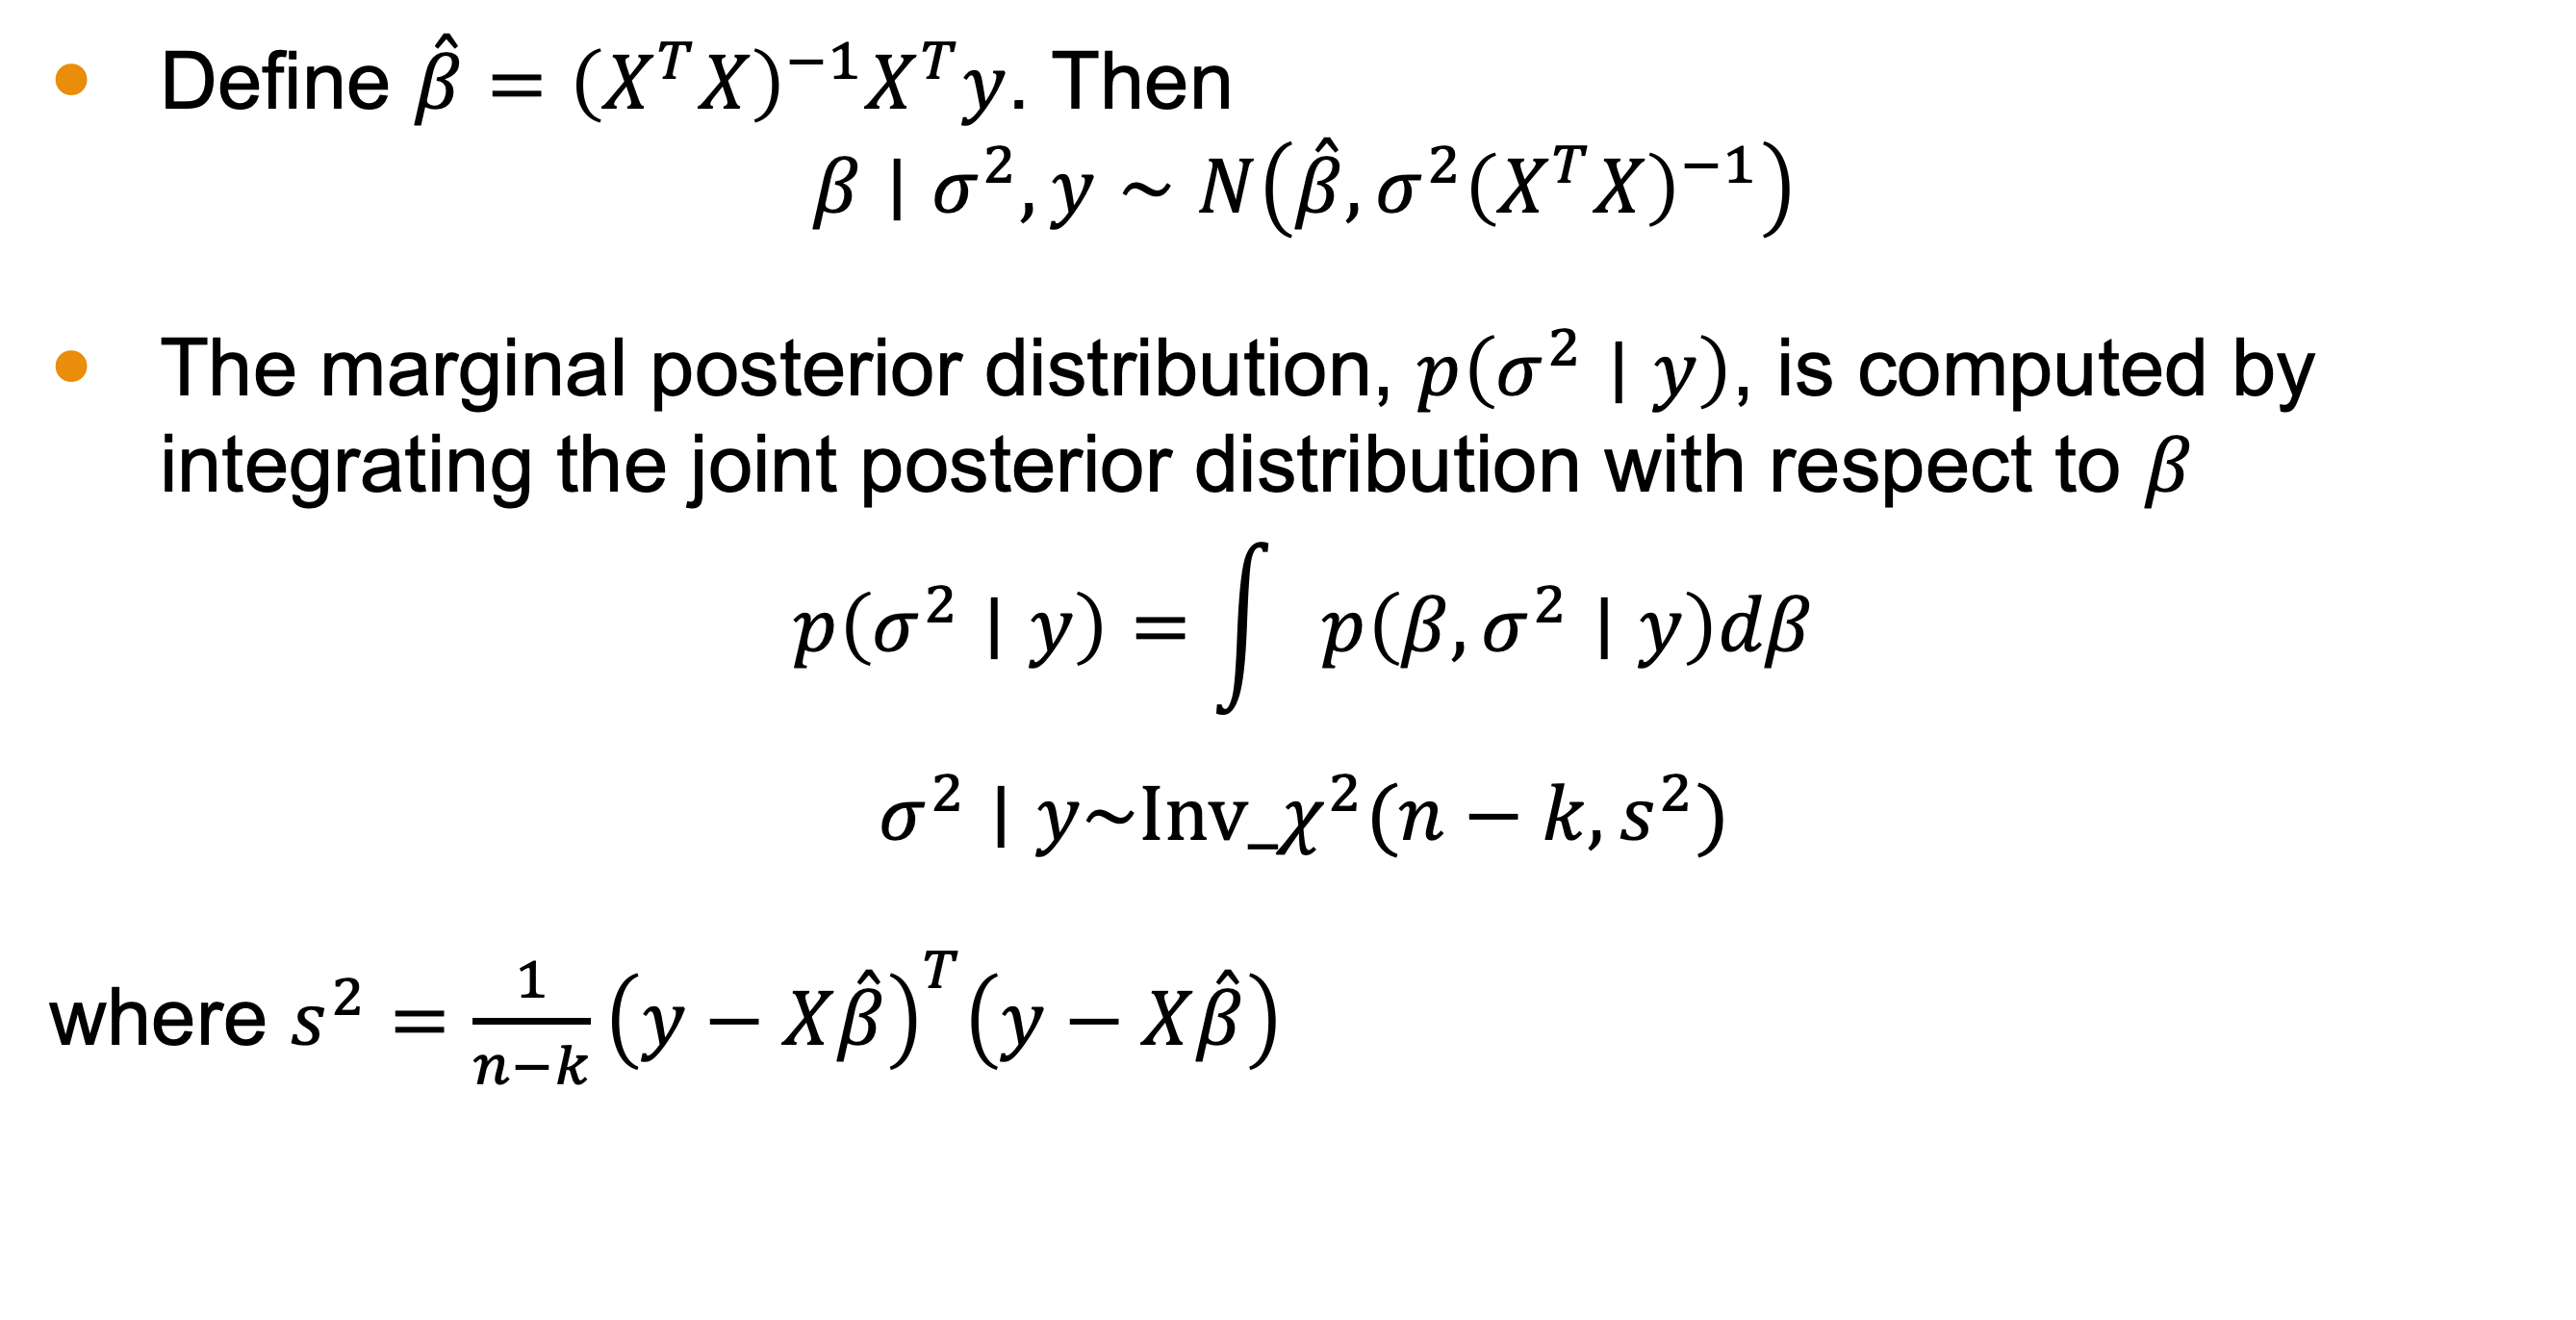 • Define β̂ = (XᵀX)⁻¹Xᵀy. Then
β | σ², y ~ N(β̂, σ²(XᵀX)⁻¹)
• The marginal posterior distribution, p(σ² | y), is computed by
integrating the joint posterior distribution with respect to β
p(σ² | y) = ∫ p(β, σ² | y)dβ
σ² | y~Inv_χ²(n − k, s²)
where s² = 1/(n−k) (y − Xβ̂)ᵀ(y − Xβ̂)